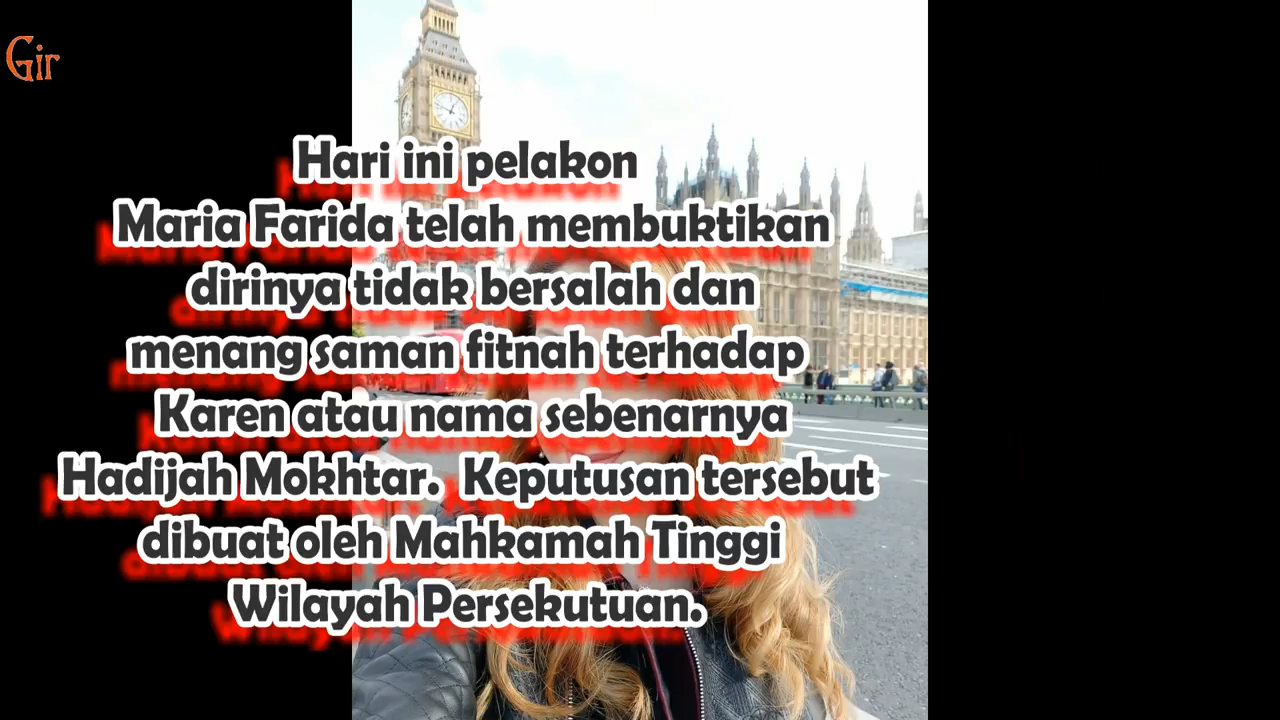 Gir
Hari ini pelakon
Maria Farida telah membuktikan
dirinya tidak bersalah dan
menang saman fitnah terhadap
Karen atau nama sebenarnya
Hadijah Mokhtar. Keputusan tersebut
dibuat oleh Mahkamah Tinggi
Wilayah Persekutuan.